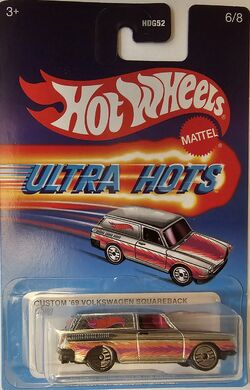 3+
HDG52
6/8
Hot Wheels
MATTEL
ULTRA HOTS
CUSTOM '69 VOLKSWAGEN SQUAREBACK